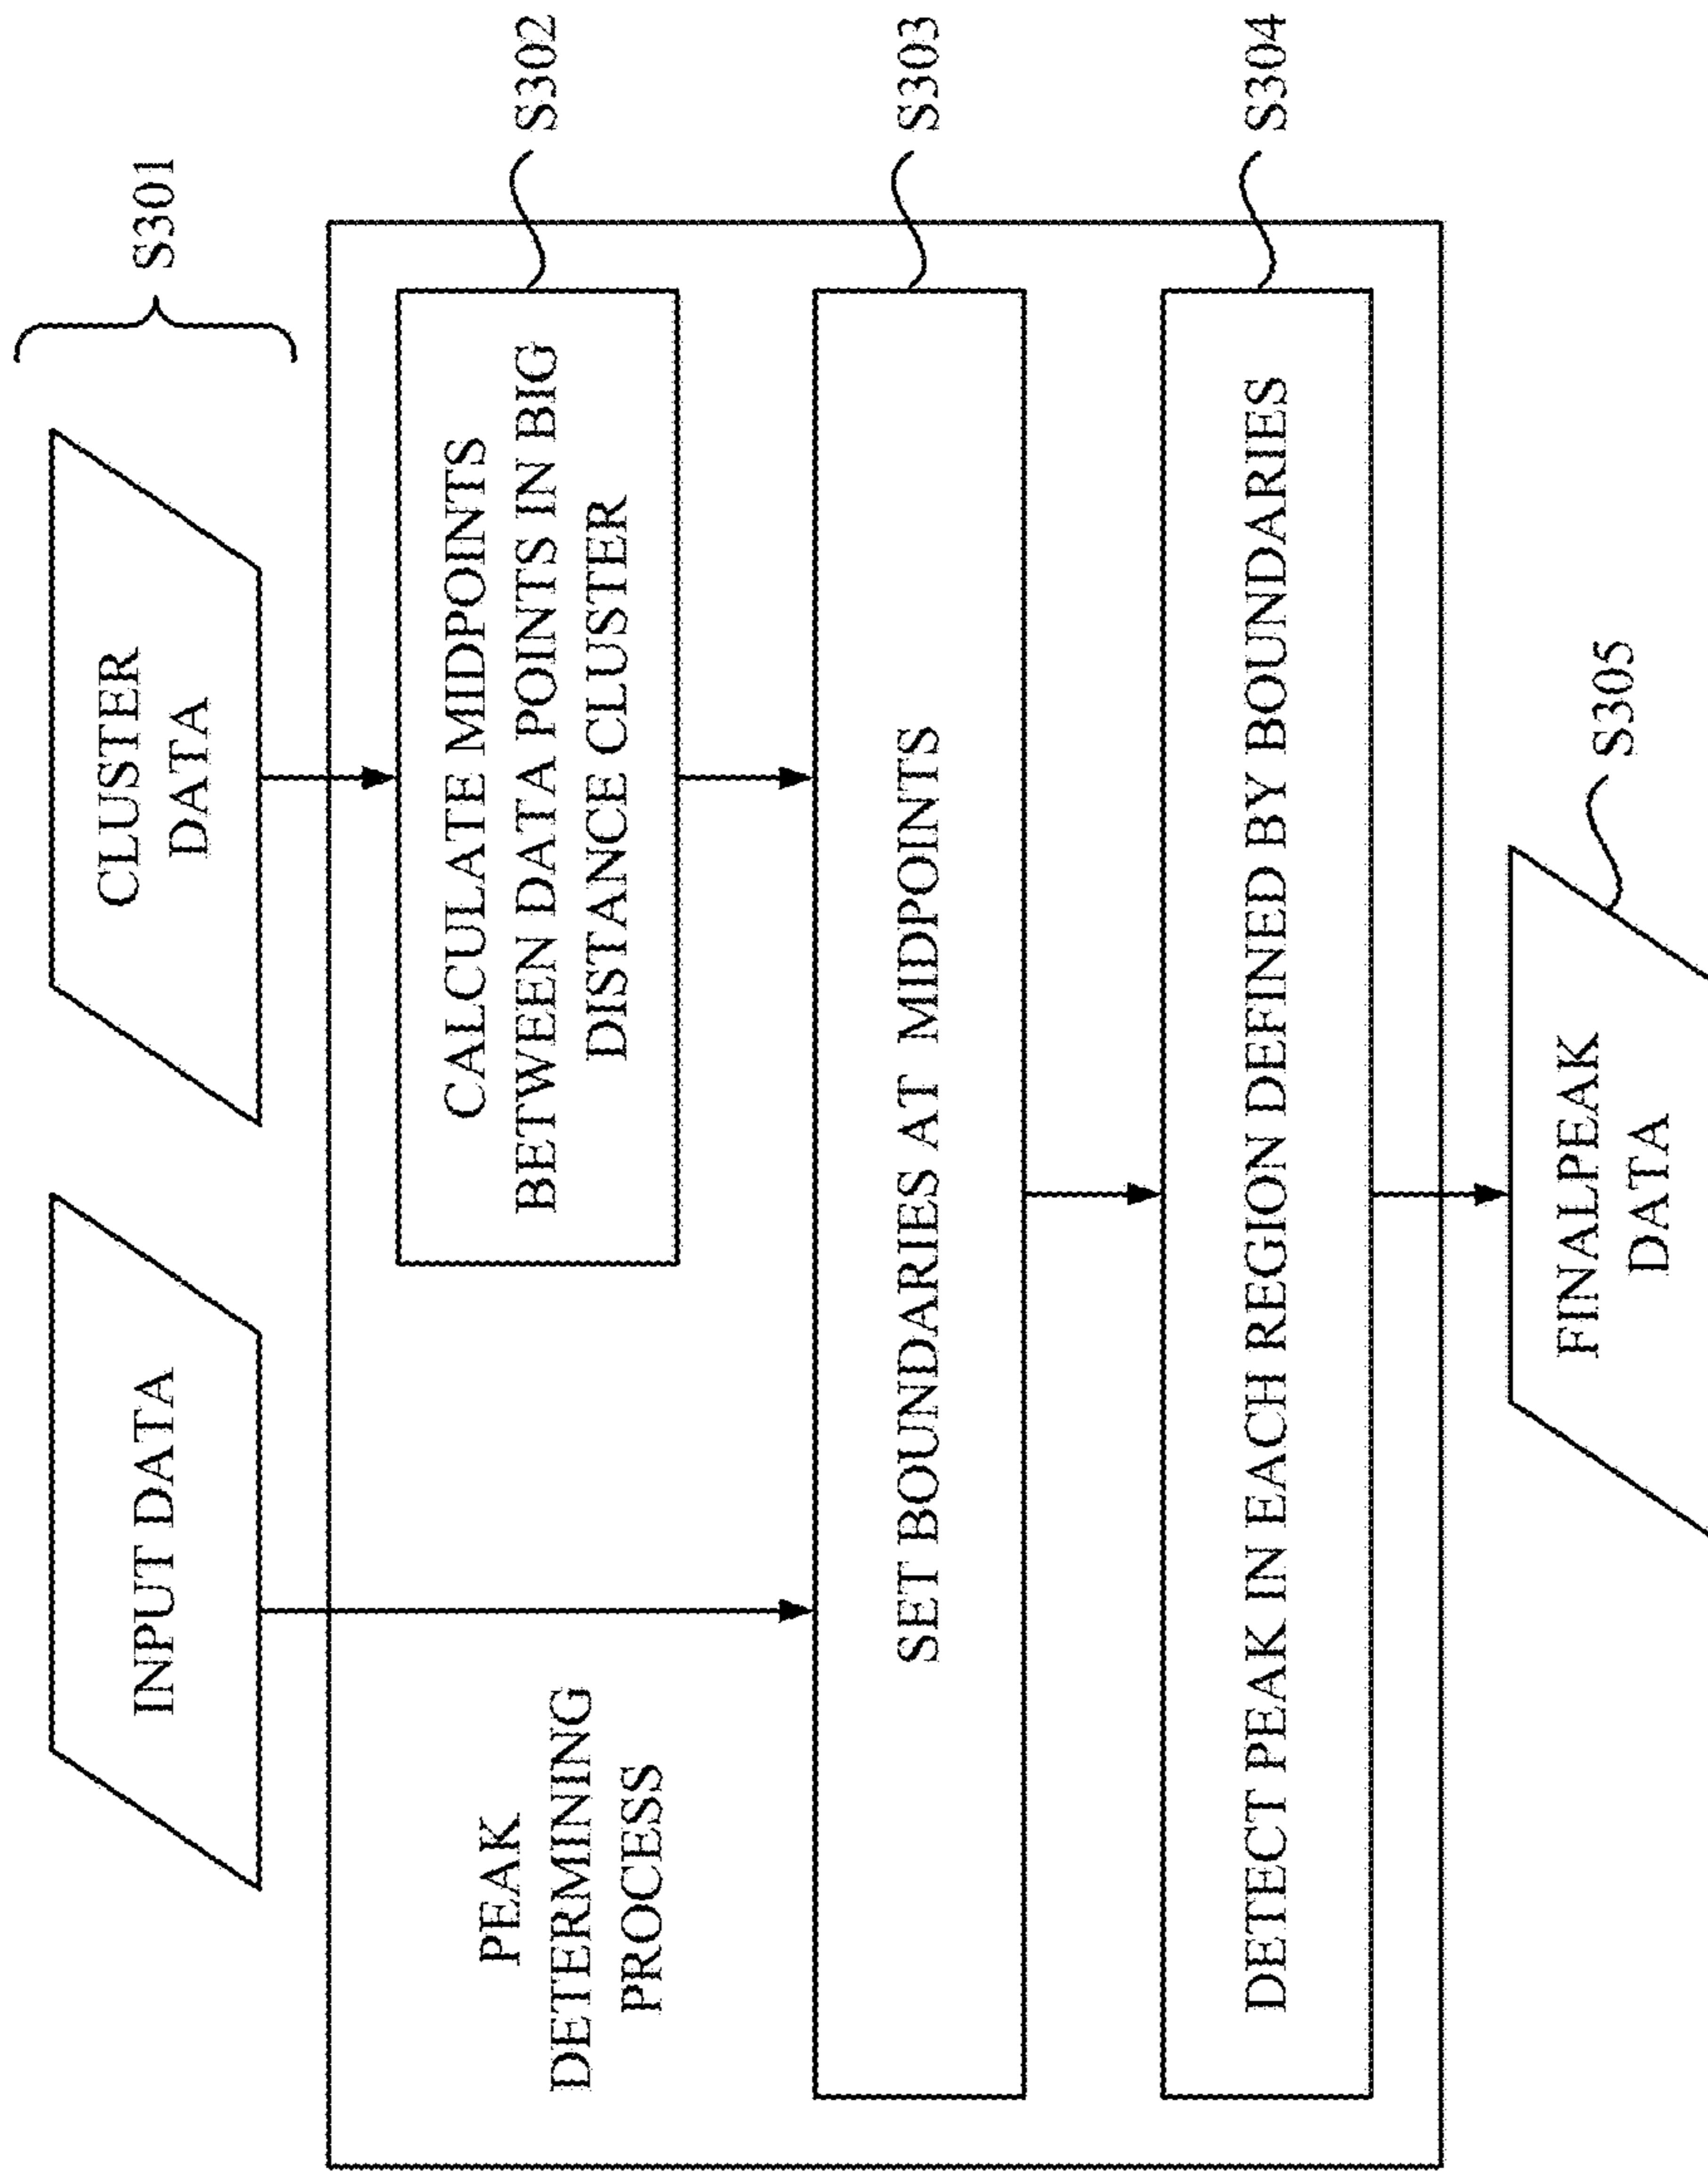 INPUT DATA
CLUSTER
DATA
S301
PEAK
DETERMINING
PROCESS
CALCULATE MIDPOINTS
BETWEEN DATA POINTS IN BIG
DISTANCE CLUSTER
S302
SET BOUNDARIES AT MIDPOINTS
S303
DETECT PEAK IN EACH REGION DEFINED BY BOUNDARIES
S304
FINALPEAK
DATA
S305